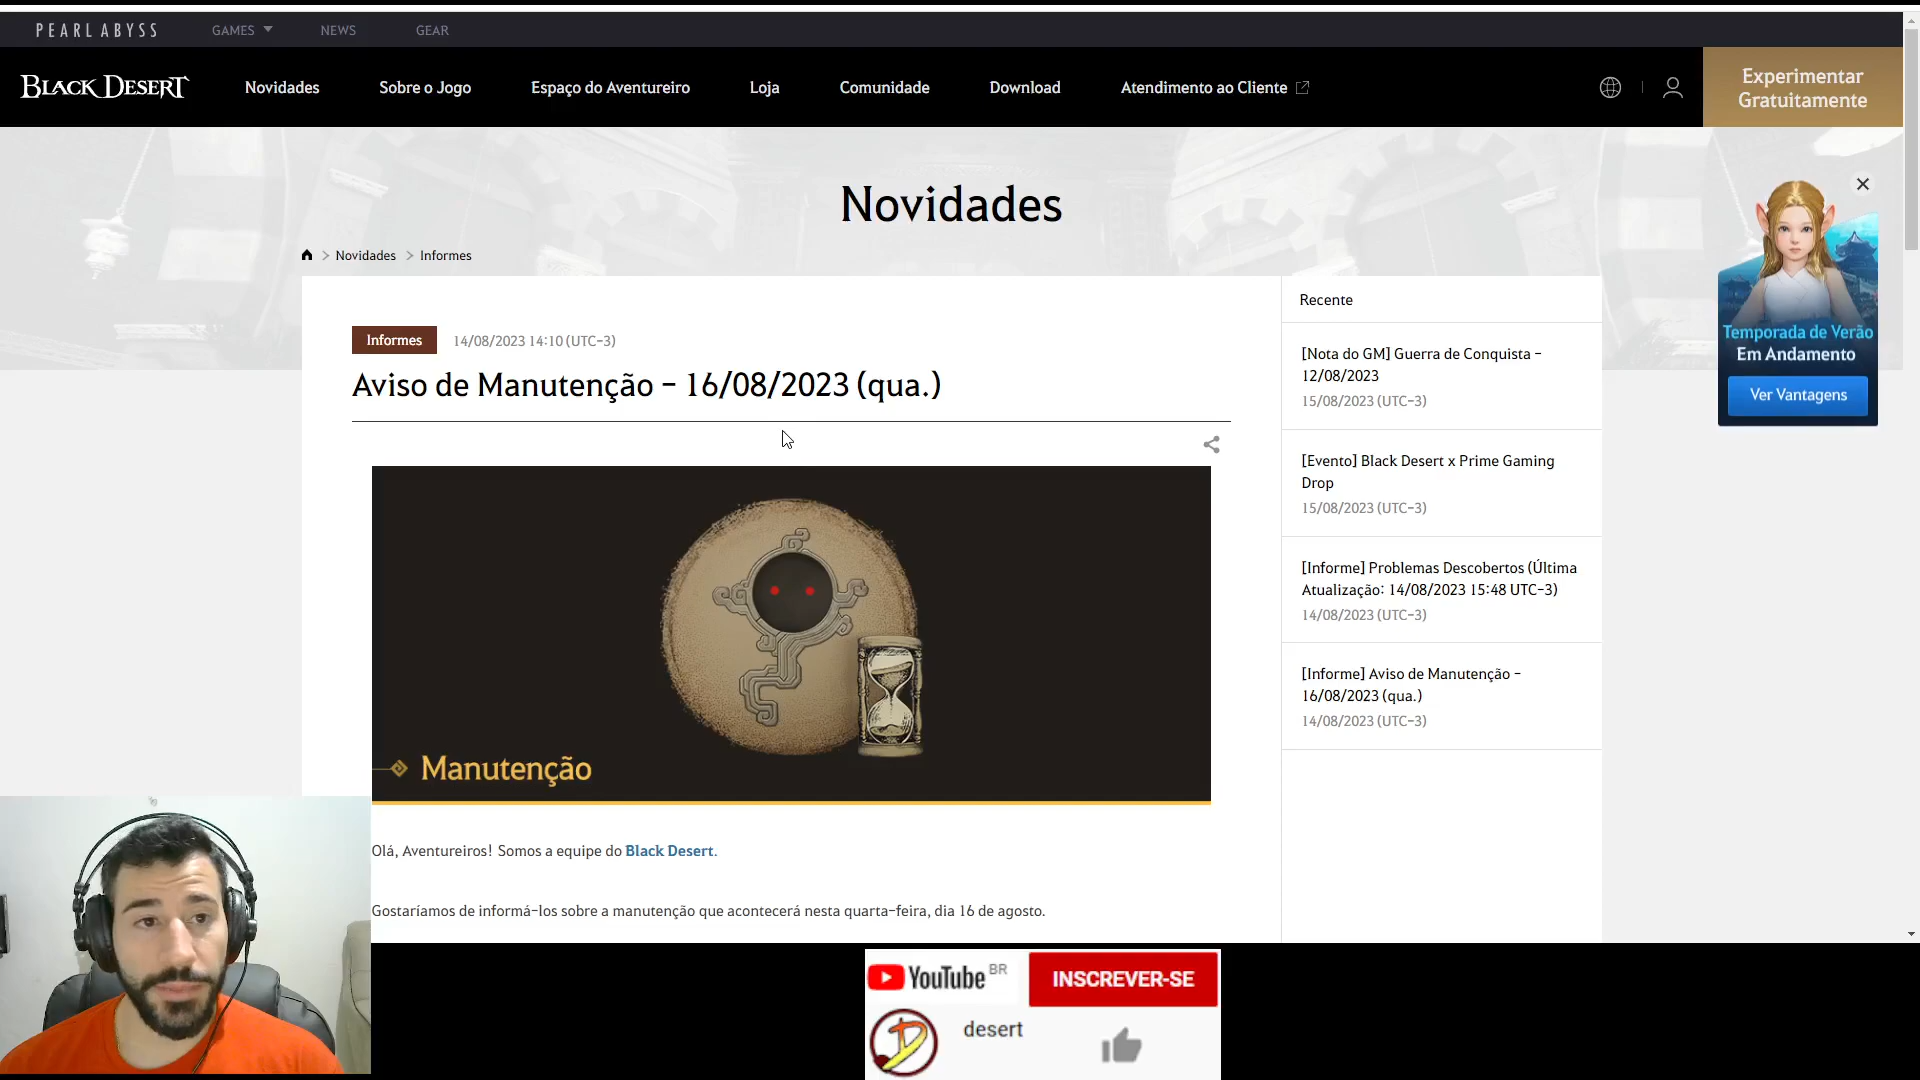 PEARL ABYSS GAMES NEWS GEAR
BLACK DESERT Novidades Sobre o Jogo Espaço do Aventureiro Loja Comunidade Download Atendimento ao Cliente
Experimentar
Gratuitamente
Novidades
> Novidades > Informes
Informes 14/08/2023 14:10 (UTC-3)
Aviso de Manutenção - 16/08/2023 (qua.)
Manutenção
Olá, Aventureiros! Somos a equipe do Black Desert.
Gostaríamos de informá-los sobre a manutenção que acontecerá nesta quarta-feira, dia 16 de agosto.
Recente
[Nota do GM] Guerra de Conquista -
12/08/2023
15/08/2023 (UTC-3)
[Evento] Black Desert x Prime Gaming
Drop
15/08/2023 (UTC-3)
[Informe] Problemas Descobertos (Última
Atualização: 14/08/2023 15:48 UTC-3)
14/08/2023 (UTC-3)
[Informe] Aviso de Manutenção -
16/08/2023 (qua.)
14/08/2023 (UTC-3)
Temporada de Verão
Em Andamento
Ver Vantagens
YouTube BR INSCREVER-SE
desert